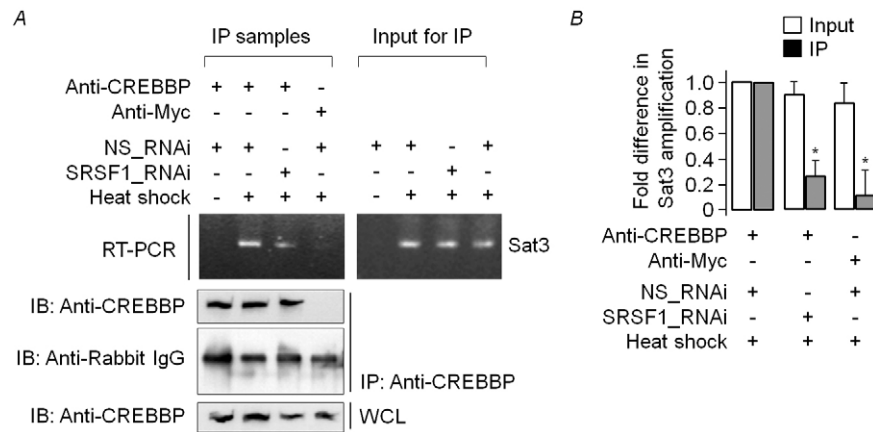 A
IP samples
Input for IP
Anti-CREBBP + + + -
Anti-Myc - - - +
NS_RNAi + + - + + + - +
SRSF1_RNAi - - + - - - + -
Heat shock - + + + - + + +
RT-PCR
Sat3
IB: Anti-CREBBP
IB: Anti-Rabbit IgG
IP: Anti-CREBBP
IB: Anti-CREBBP
WCL
B
Input
IP
Fold difference in
Sat3 amplification
1.0
0.8
0.6
0.4
0.2
0
*
*
Anti-CREBBP + + -
Anti-Myc - - +
NS_RNAi + - +
SRSF1_RNAi - + -
Heat shock + + +